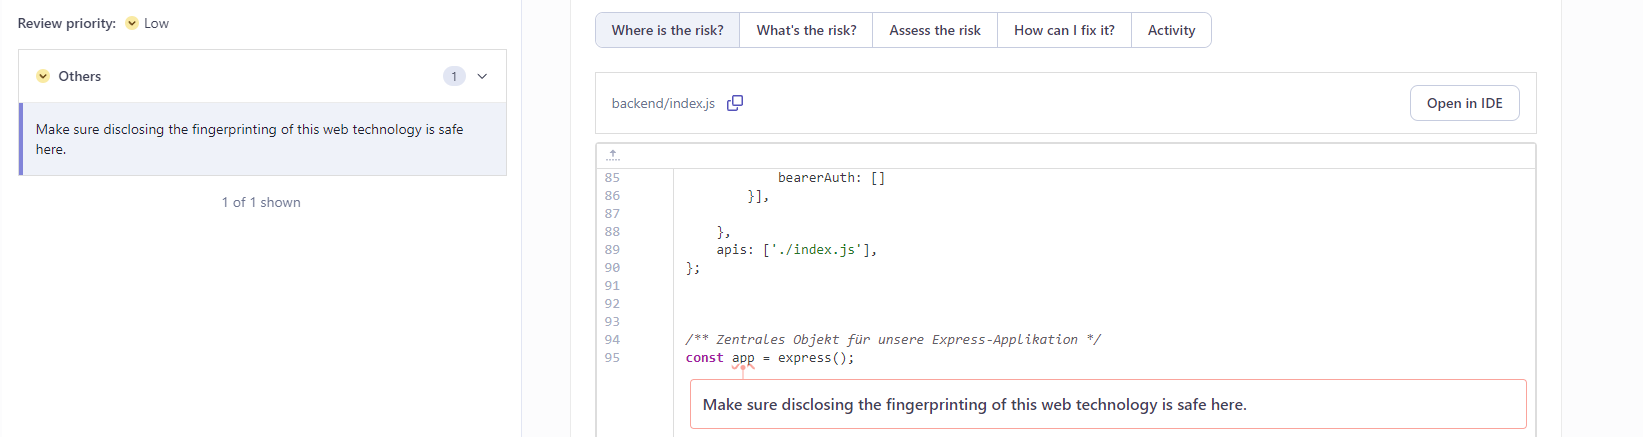 Review priority: Low
Others 1
Make sure disclosing the fingerprinting of this web technology is safe
here.
1 of 1 shown
Where is the risk? What's the risk? Assess the risk How can I fix it? Activity
backend/index.js Open in IDE
85 bearerAuth: []
86 }],
87
88 },
89 apis: ['./index.js'],
90 };
91
92
93
94 /** Zentrales Objekt für unsere Express-Applikation */
95 const app = express();
Make sure disclosing the fingerprinting of this web technology is safe here.